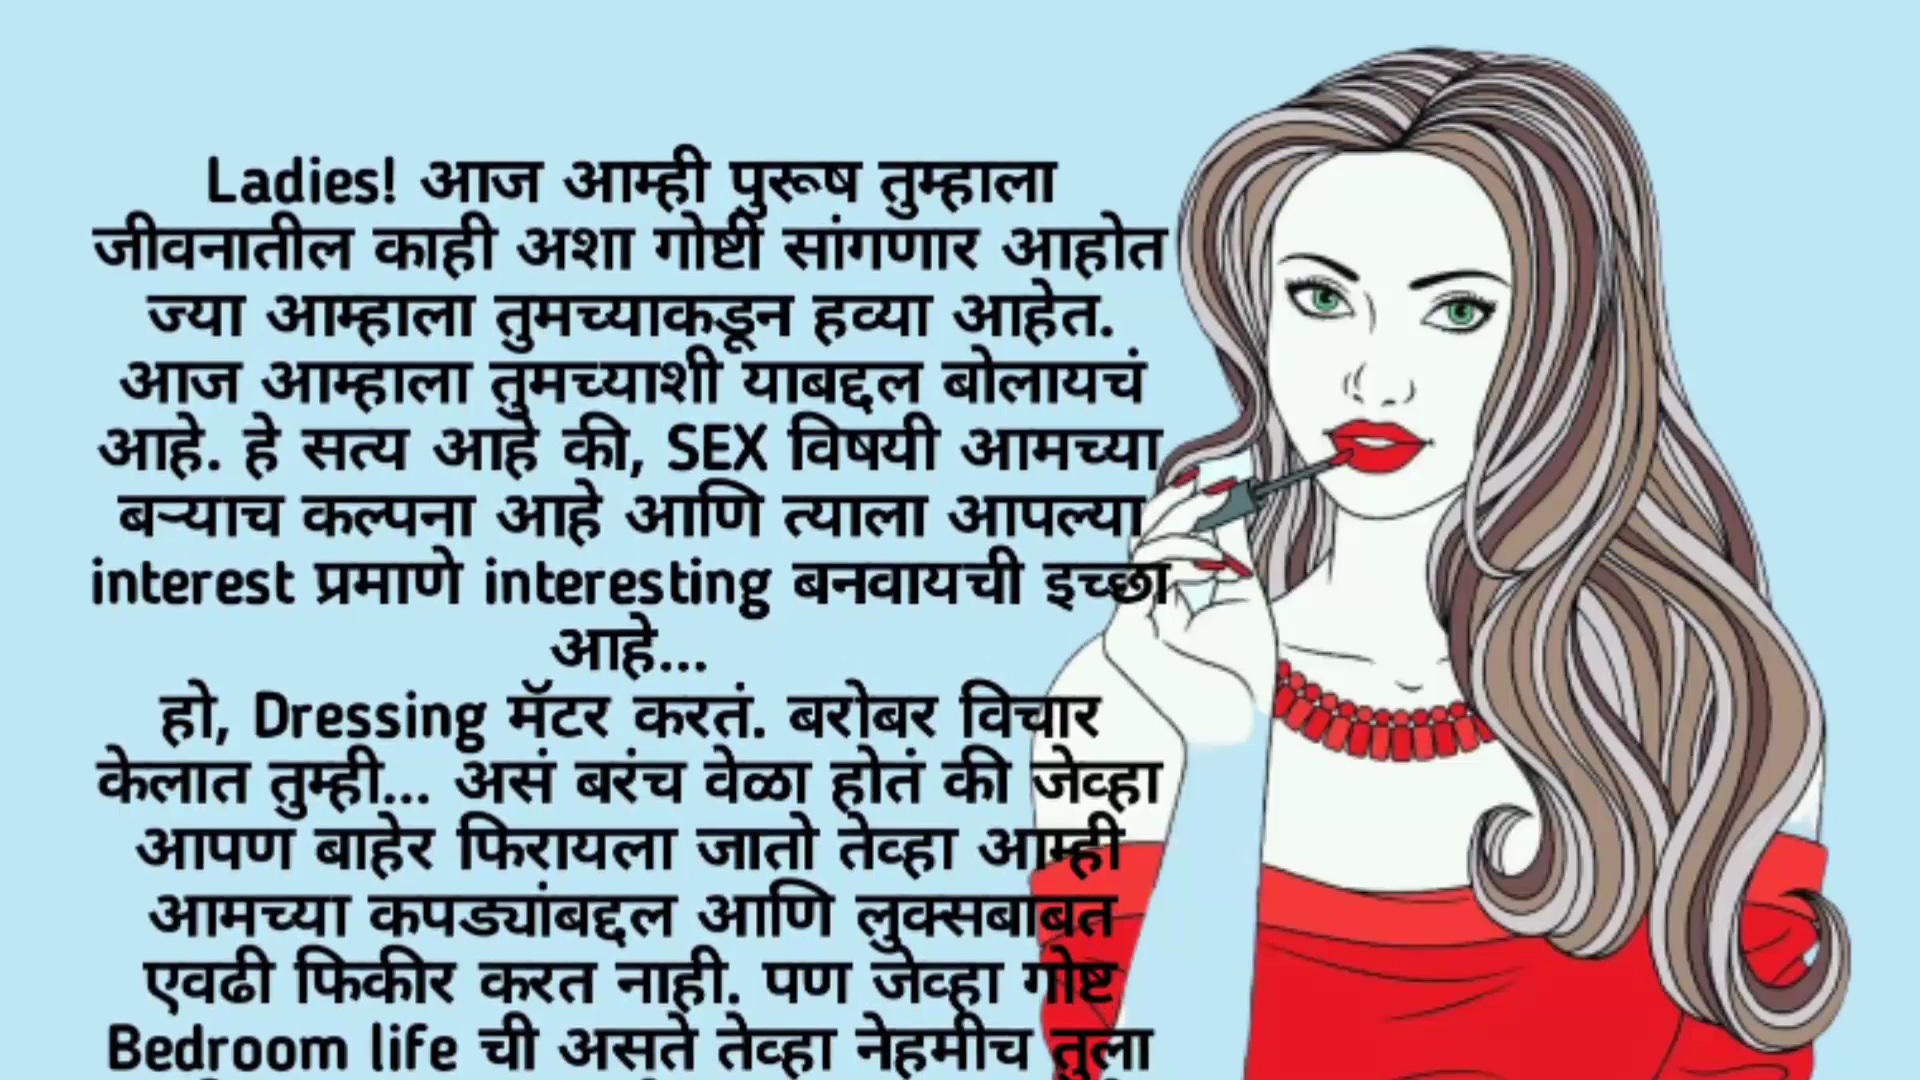 Ladies! आज आम्ही पुरूष तुम्हाला
जीवनातील काही अशा गोष्टी सांगणार आहोत
ज्या आम्हाला तुमच्याकडून हव्या आहेत.
आज आम्हाला तुमच्याशी याबद्दल बोलायचं
आहे. हे सत्य आहे की, SEX विषयी आमच्या
बऱ्याच कल्पना आहे आणि त्याला आपल्या
interest प्रमाणे interesting बनवायची इच्छा
आहे...
हो, Dressing मॅटर करतं. बरोबर विचार
केलात तुम्ही... असं बरंच वेळा होतं की जेव्हा
आपण बाहेर फिरायला जातो तेव्हा आम्ही
आमच्या कपड्यांबद्दल आणि लुक्सबाबत
एवढी फिकीर करत नाही. पण जेव्हा गोष्ट
Bedroom life ची असते तेव्हा नेहमीच तुला